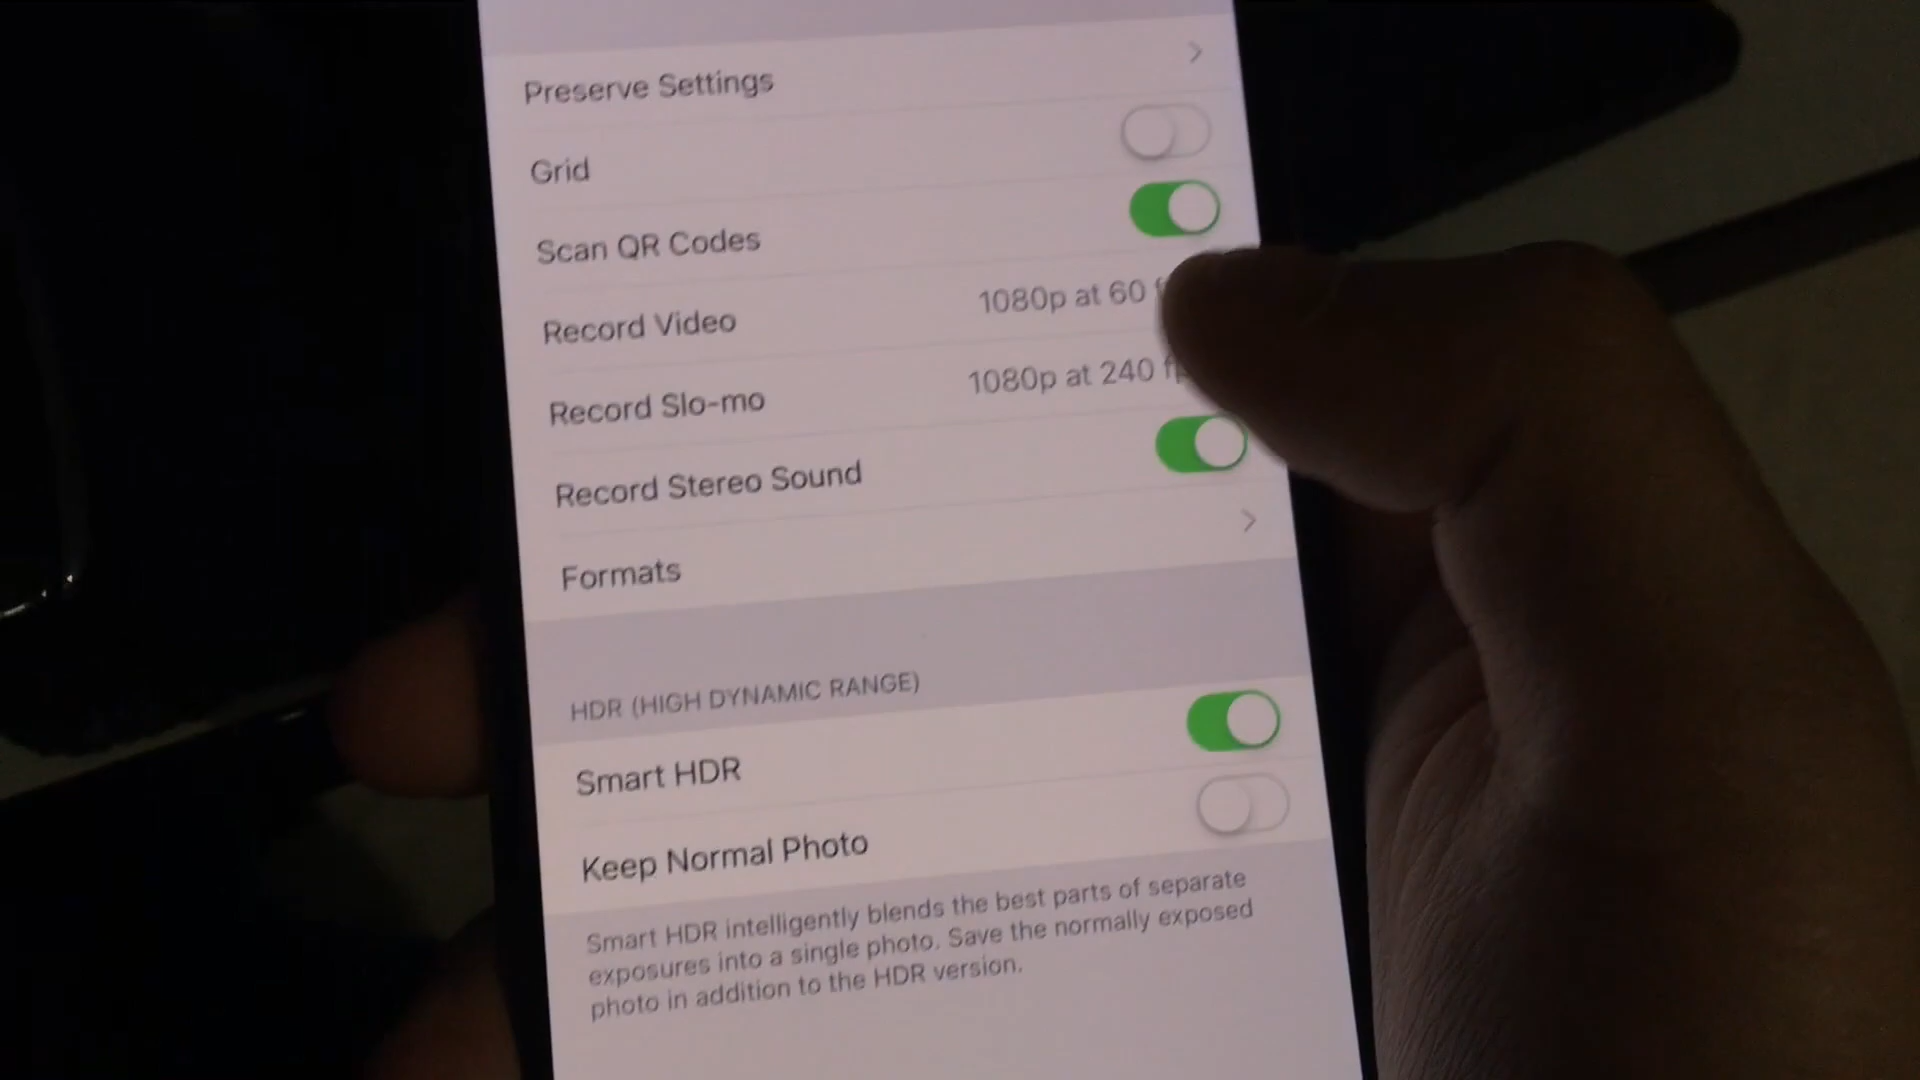 Preserve Settings
Grid
Scan QR Codes
Record Video 1080p at 60
Record Slo-mo 1080p at 240
Record Stereo Sound
Formats
HDR (HIGH DYNAMIC RANGE)
Smart HDR
Keep Normal Photo
Smart HDR intelligently blends the best parts of separate
exposures into a single photo. Save the normally exposed
photo in addition to the HDR version.